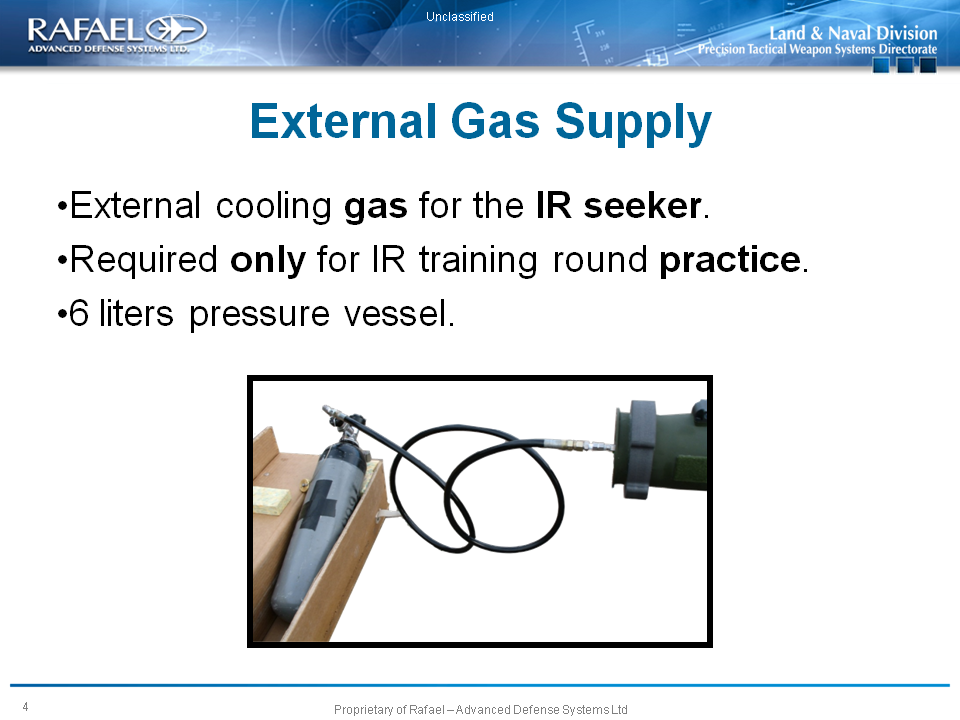 Unclassified
RAFAEL
ADVANCED DEFENSE SYSTEMS LTD.
Land & Naval Division
Precision Tactical Weapon Systems Directorate
External Gas Supply
•External cooling gas for the IR seeker.
•Required only for IR training round practice.
•6 liters pressure vessel.
4
Proprietary of Rafael – Advanced Defense Systems Ltd